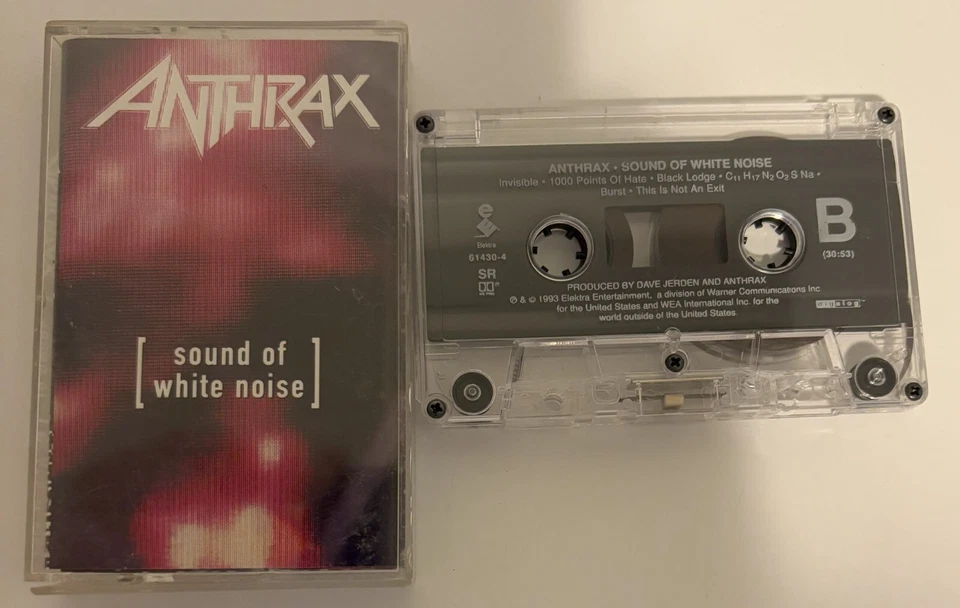 ANTHRAX
[ sound of
white noise ]
ANTHRAX • SOUND OF WHITE NOISE
Invisible • 1000 Points Of Hate • Black Lodge • C₁₁ H₁₇ N₂ O₂ S Na •
Burst • This Is Not An Exit
B
(30:53)
e
Elektra
61430-4
SR
PRODUCED BY DAVE JERDEN AND ANTHRAX
℗ & © 1993 Elektra Entertainment, a division of Warner Communications Inc
for the United States and WEA International Inc. for the
world outside of the United States
digalog